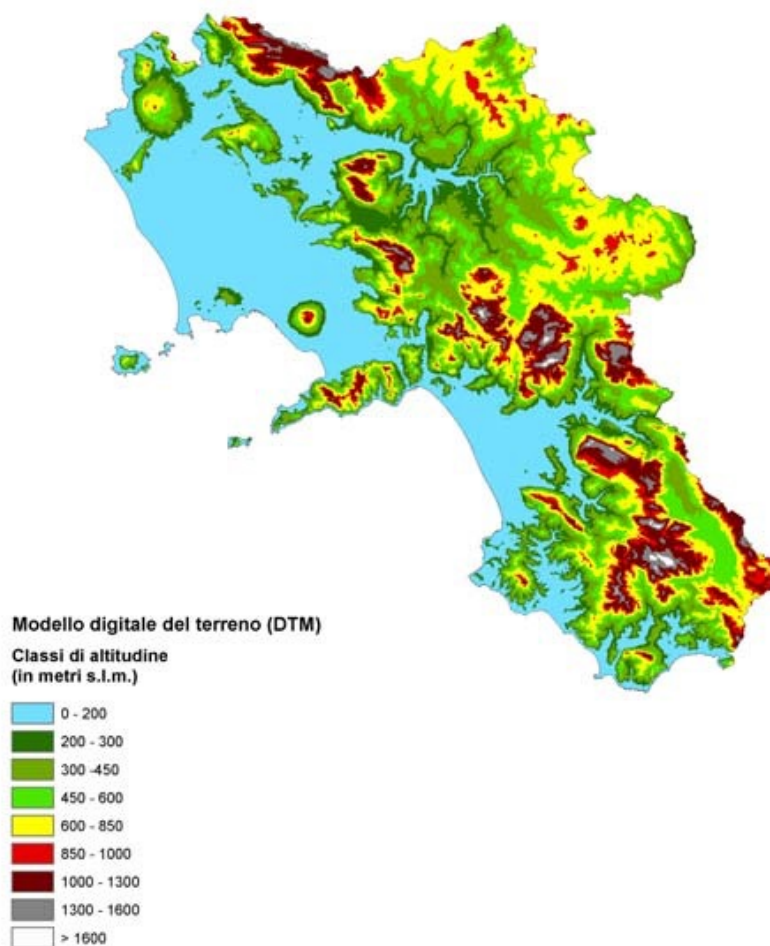 Modello digitale del terreno (DTM)
Classi di altitudine
(in metri s.l.m.)
0 - 200
200 - 300
300 -450
450 - 600
600 - 850
850 - 1000
1000 - 1300
1300 - 1600
> 1600